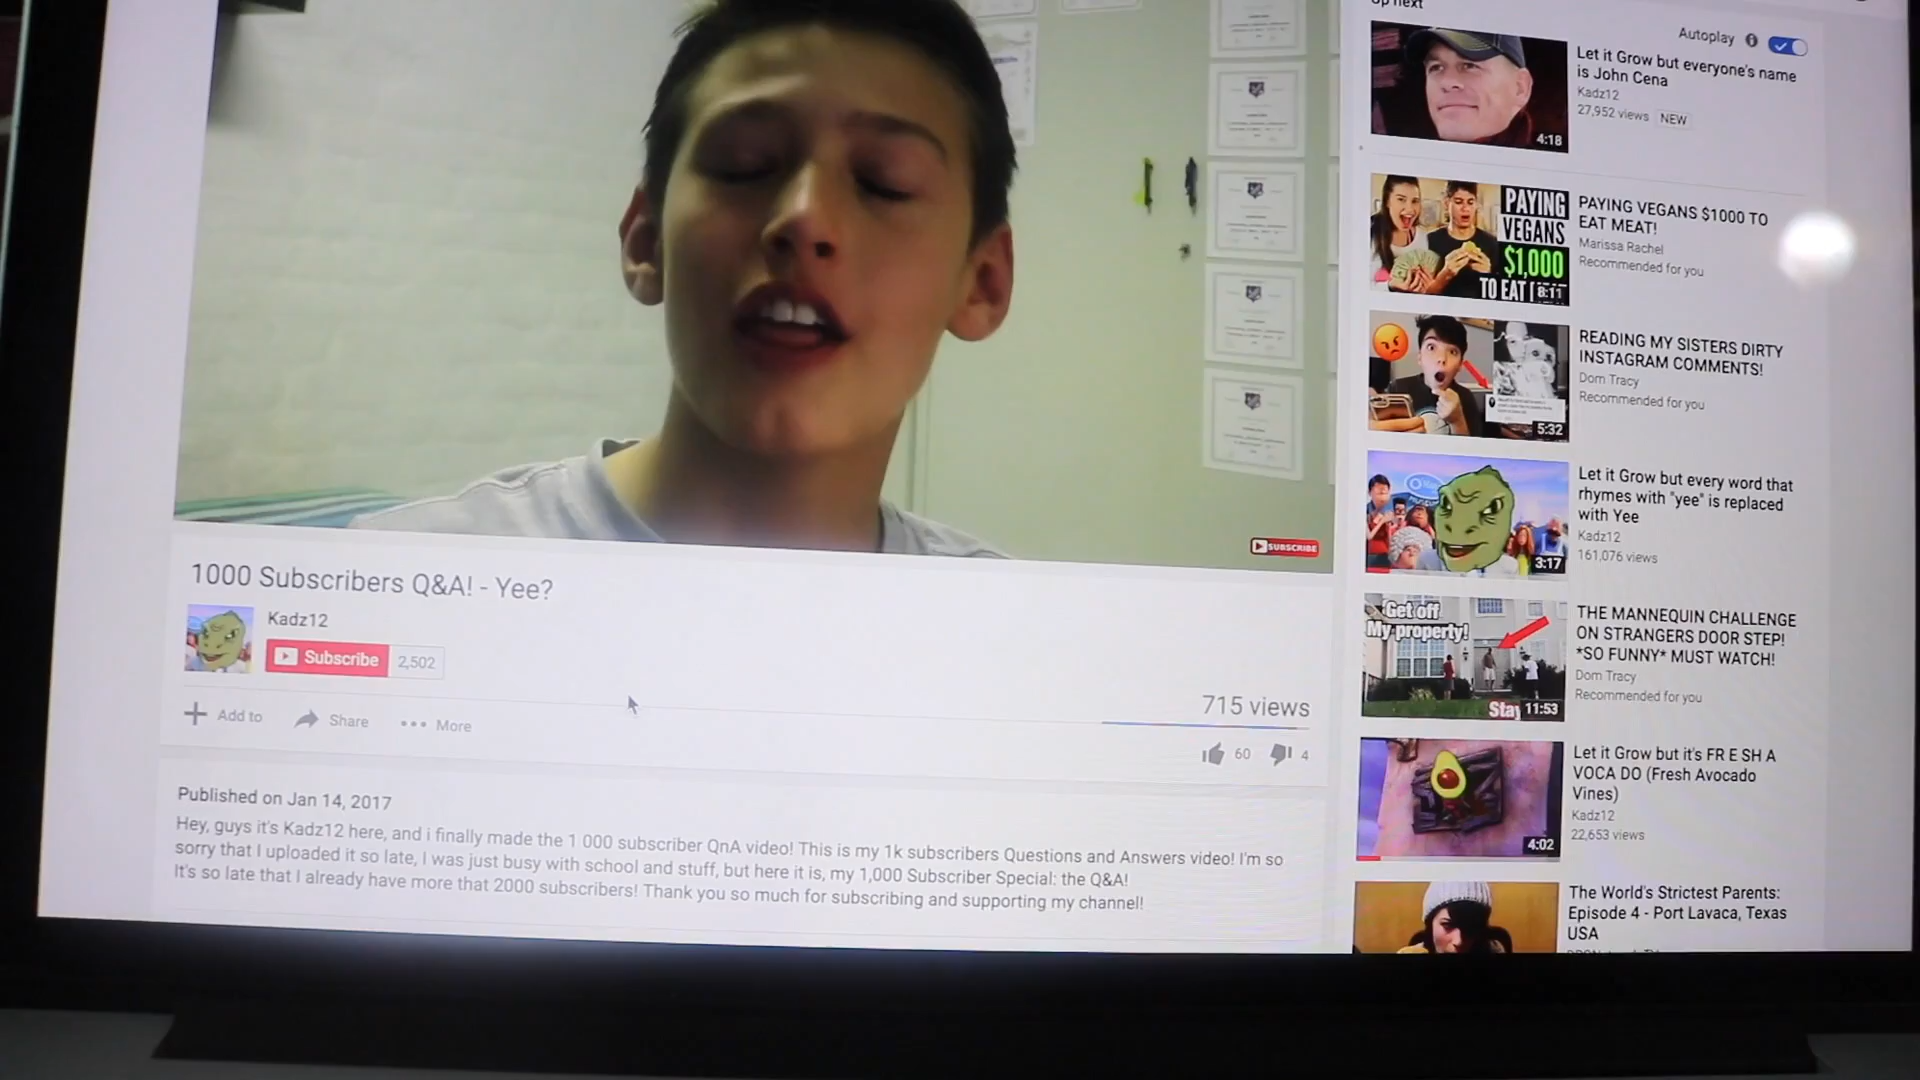 Up next
Autoplay
Let it Grow but everyone's name
is John Cena
Kadz12
27,952 views NEW
4:18
PAYING
VEGANS
$1,000
TO EAT
8:11
PAYING VEGANS $1000 TO
EAT MEAT!
Marissa Rachel
Recommended for you
READING MY SISTERS DIRTY
INSTAGRAM COMMENTS!
Dom Tracy
Recommended for you
5:32
Let it Grow but every word that
rhymes with "yee" is replaced
with Yee
Kadz12
161,076 views
3:17
Get off
My property!
Stay
11:53
THE MANNEQUIN CHALLENGE
ON STRANGERS DOOR STEP!
*SO FUNNY* MUST WATCH!
Dom Tracy
Recommended for you
Let it Grow but it's FR E SH A
VOCA DO (Fresh Avocado
Vines)
Kadz12
22,653 views
4:02
The World's Strictest Parents:
Episode 4 - Port Lavaca, Texas
USA
SUBSCRIBE
1000 Subscribers Q&A! - Yee?
Kadz12
Subscribe 2,502
715 views
Add to Share More
60 4
Published on Jan 14, 2017
Hey, guys it's Kadz12 here, and i finally made the 1 000 subscriber QnA video! This is my 1k subscribers Questions and Answers video! I'm so
sorry that I uploaded it so late, I was just busy with school and stuff, but here it is, my 1,000 Subscriber Special: the Q&A!
It's so late that I already have more that 2000 subscribers! Thank you so much for subscribing and supporting my channel!